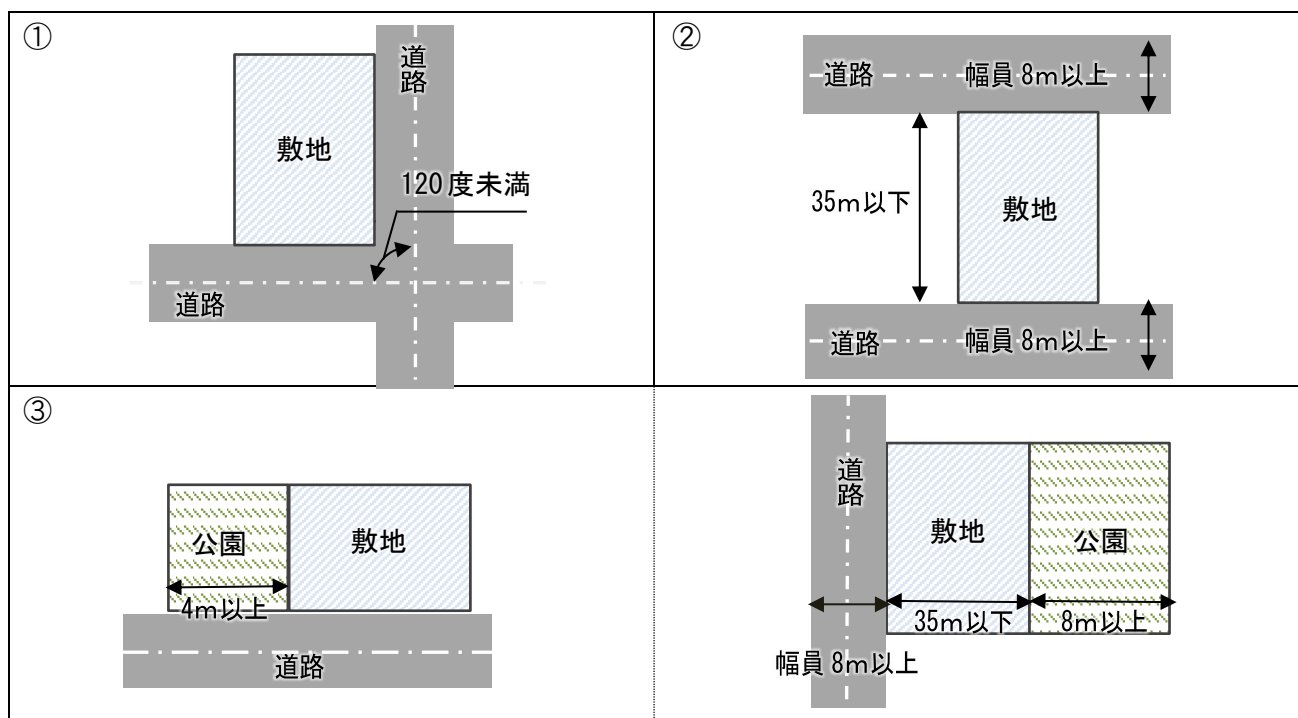 ①
道路
敷地
120度未満
道路
②
道路 幅員8m以上
35m以下
敷地
道路 幅員8m以上
③
公園
敷地
4m以上
道路
道路
敷地
公園
35m以下
8m以上
幅員8m以上